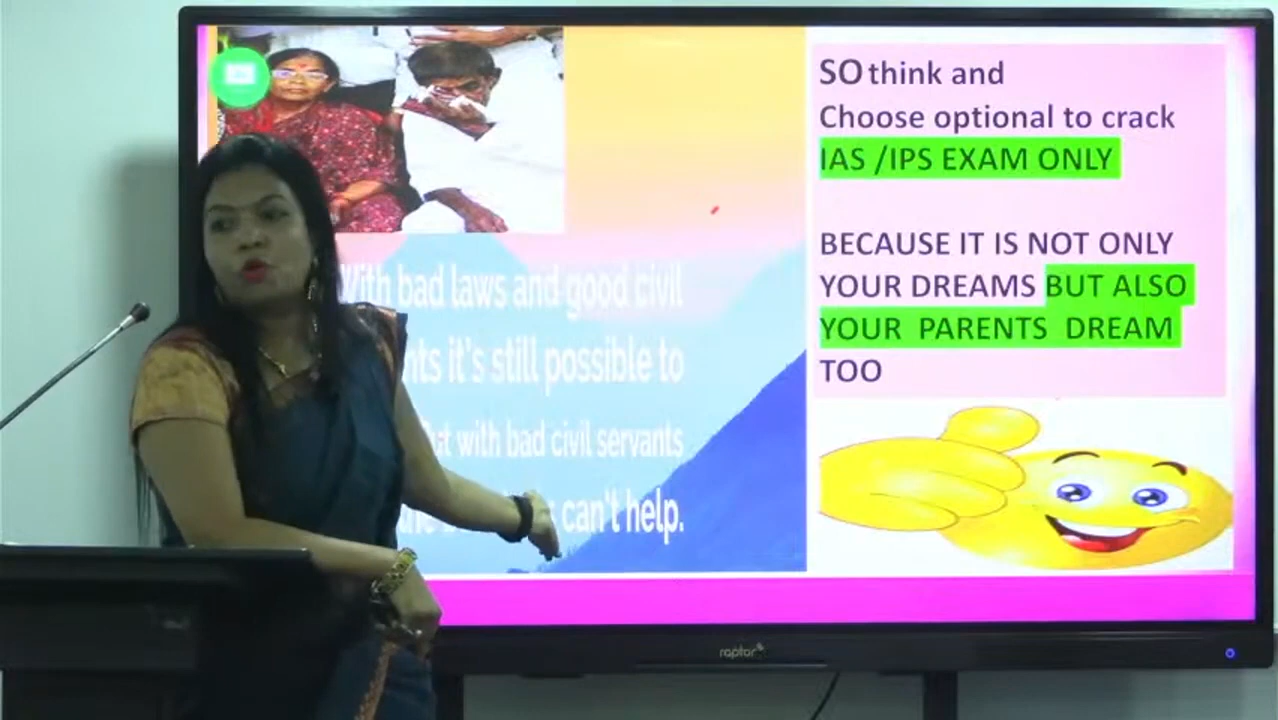 SO think and
Choose optional to crack
IAS /IPS EXAM ONLY
BECAUSE IT IS NOT ONLY
YOUR DREAMS BUT ALSO
YOUR PARENTS DREAM
TOO
With bad laws and good civil
it's still possible to
with bad civil servants
can't help.
raptor